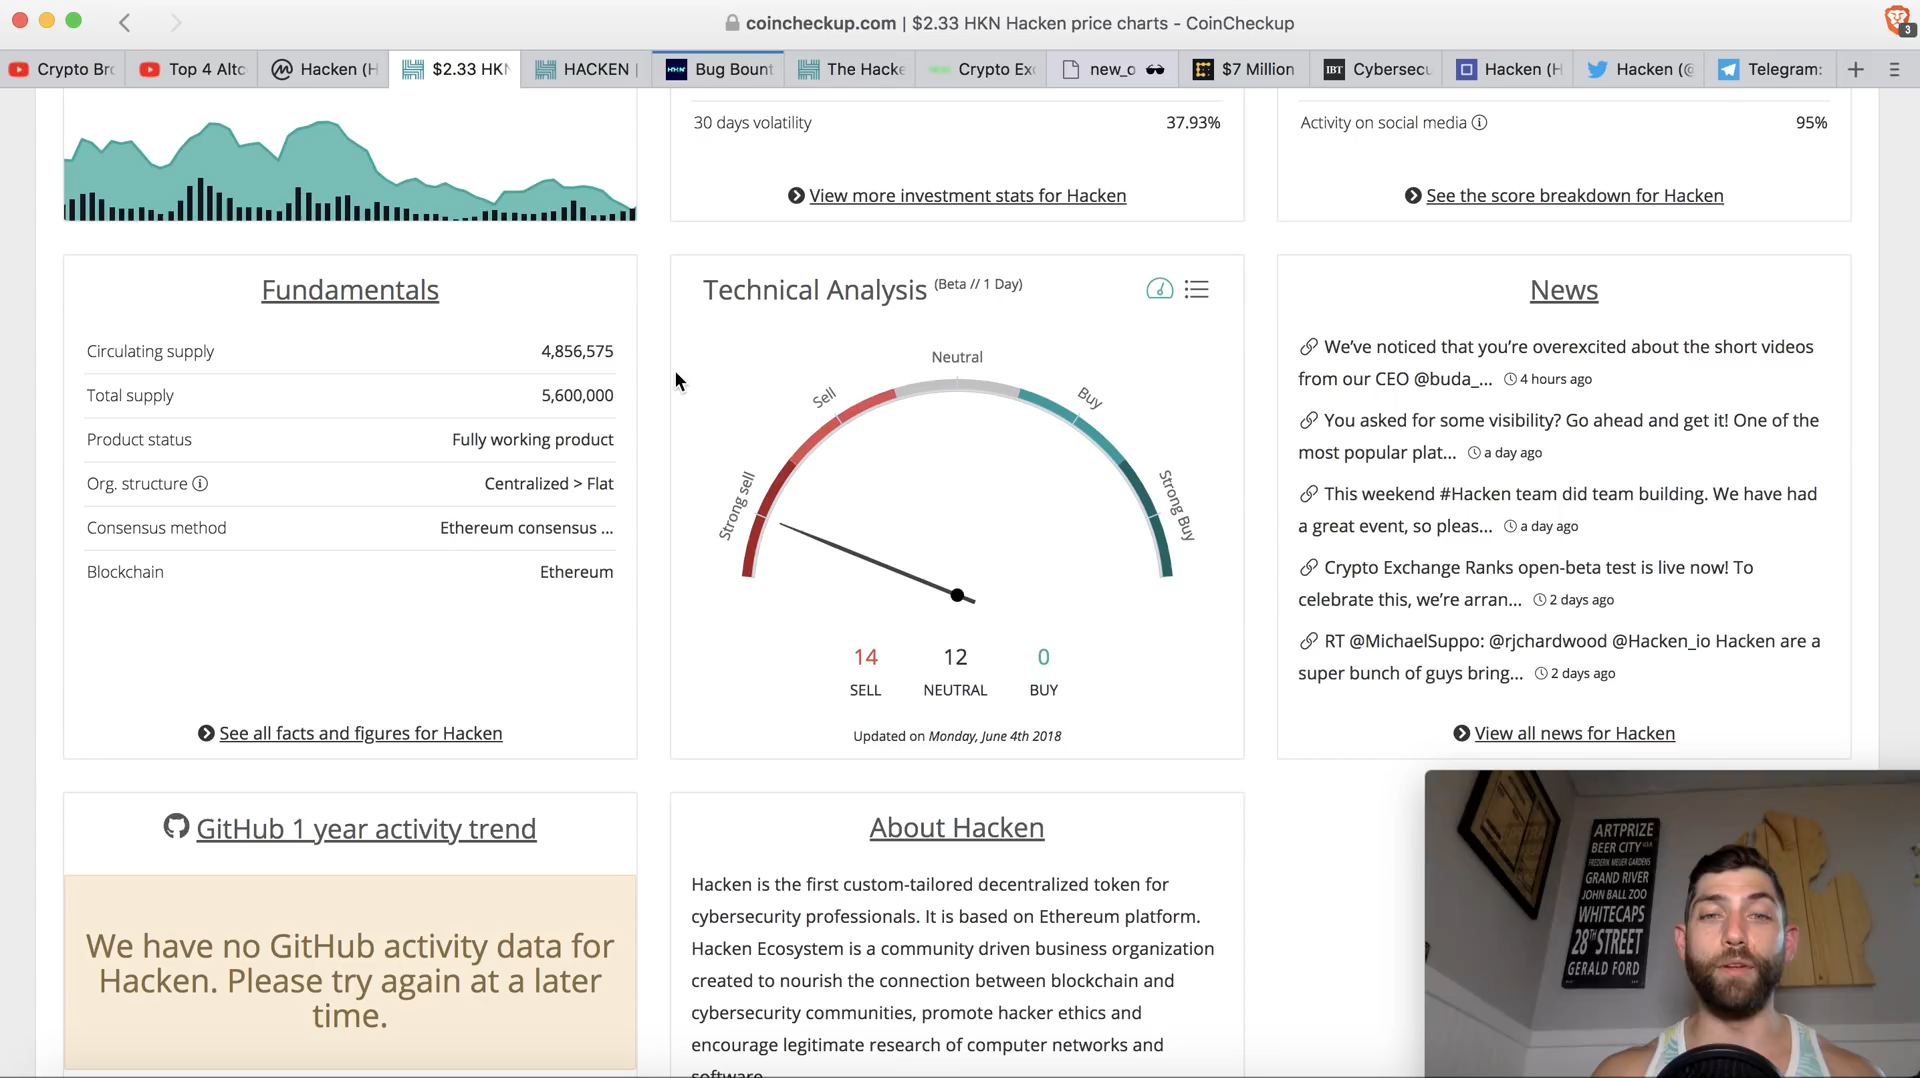 coincheckup.com | $2.33 HKN Hacken price charts - CoinCheckup
3
Crypto Br
Top 4 Altc
Hacken (H
$2.33 HKN
HACKEN |
Bug Bount
The Hacke
Crypto Exc
new_o
$7 Million
IBT
Cybersecu
Hacken (H
Hacken (@
Telegram:
30 days volatility 37.93%
Activity on social media 95%
View more investment stats for Hacken
See the score breakdown for Hacken
Fundamentals
Circulating supply 4,856,575
Total supply 5,600,000
Product status Fully working product
Org. structure Centralized > Flat
Consensus method Ethereum consensus ...
Blockchain Ethereum
See all facts and figures for Hacken
Technical Analysis (Beta // 1 Day)
Neutral
Sell
Buy
Strong sell
Strong Buy
14 12 0
SELL NEUTRAL BUY
Updated on Monday, June 4th 2018
News
We've noticed that you're overexcited about the short videos
from our CEO @buda_... 4 hours ago
You asked for some visibility? Go ahead and get it! One of the
most popular plat... a day ago
This weekend #Hacken team did team building. We have had
a great event, so pleas... a day ago
Crypto Exchange Ranks open-beta test is live now! To
celebrate this, we're arran... 2 days ago
RT @MichaelSuppo: @rjchardwood @Hacken_io Hacken are a
super bunch of guys bring... 2 days ago
View all news for Hacken
GitHub 1 year activity trend
We have no GitHub activity data for
Hacken. Please try again at a later
time.
About Hacken
Hacken is the first custom-tailored decentralized token for
cybersecurity professionals. It is based on Ethereum platform.
Hacken Ecosystem is a community driven business organization
created to nourish the connection between blockchain and
cybersecurity communities, promote hacker ethics and
encourage legitimate research of computer networks and
software.
ARTPRIZE
BEER CITY USA
FREDERIK MEIJER GARDENS
GRAND RIVER
JOHN BALL ZOO
WHITECAPS
28TH STREET
GERALD FORD